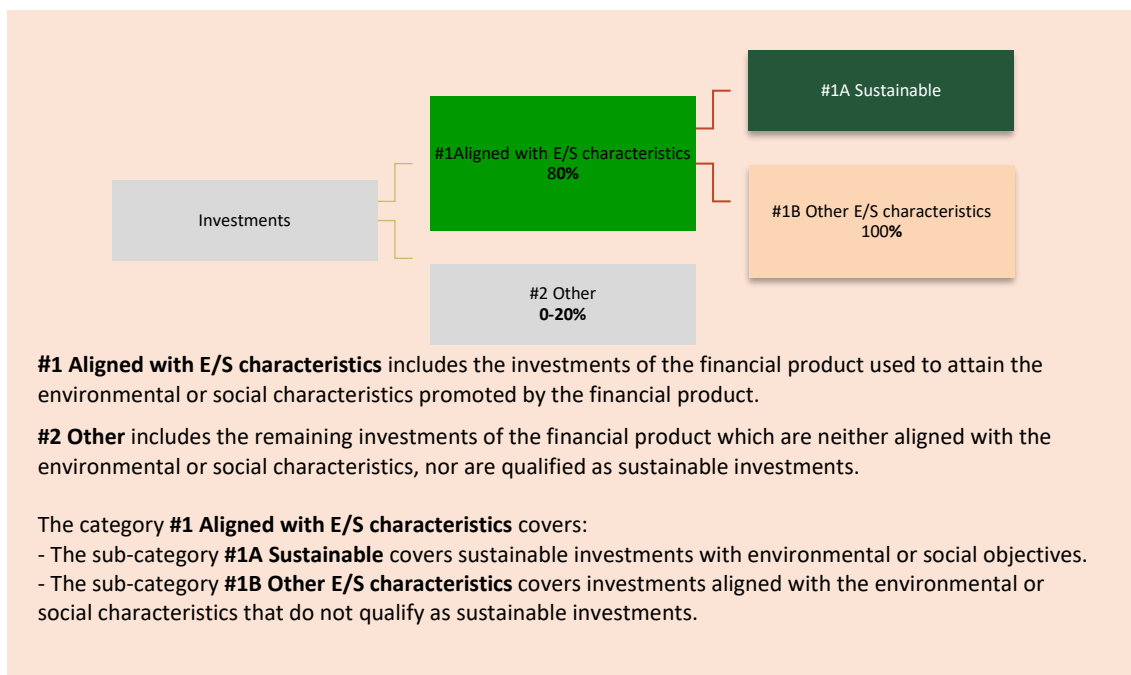 #1A Sustainable
#1Aligned with E/S characteristics
80%
#1B Other E/S characteristics
100%
Investments
#2 Other
0-20%
#1 Aligned with E/S characteristics includes the investments of the financial product used to attain the
environmental or social characteristics promoted by the financial product.
#2 Other includes the remaining investments of the financial product which are neither aligned with the
environmental or social characteristics, nor are qualified as sustainable investments.
The category #1 Aligned with E/S characteristics covers:
- The sub-category #1A Sustainable covers sustainable investments with environmental or social objectives.
- The sub-category #1B Other E/S characteristics covers investments aligned with the environmental or
social characteristics that do not qualify as sustainable investments.